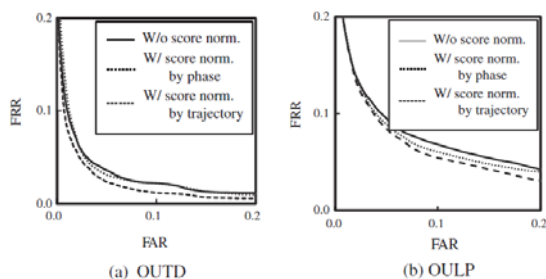 0.2
0.1
0.0
FRR
W/o score norm.
W/ score norm.
by phase
W/ score norm.
by trajectory
0.0
0.1
0.2
FAR
(a) OUTD
0.2
0.1
0.0
FRR
W/o score norm.
W/ score norm.
by phase
W/ score norm.
by trajectory
0.0
0.1
0.2
FAR
(b) OULP